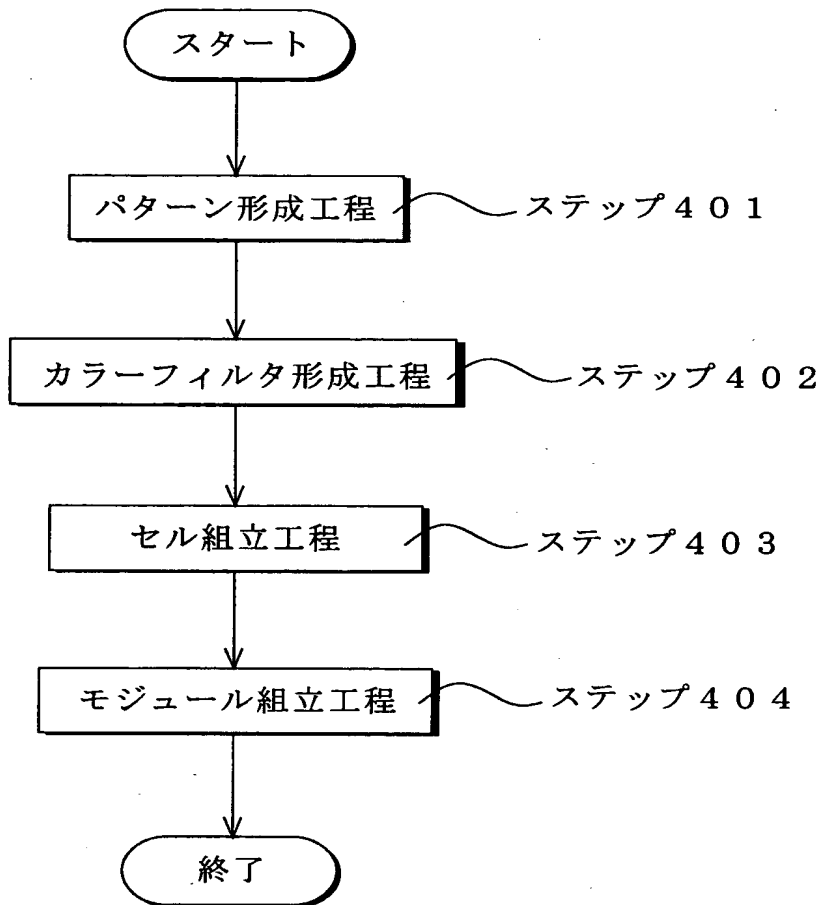 スタート
パターン形成工程
ステップ401
カラーフィルタ形成工程
ステップ402
セル組立工程
ステップ403
モジュール組立工程
ステップ404
終了